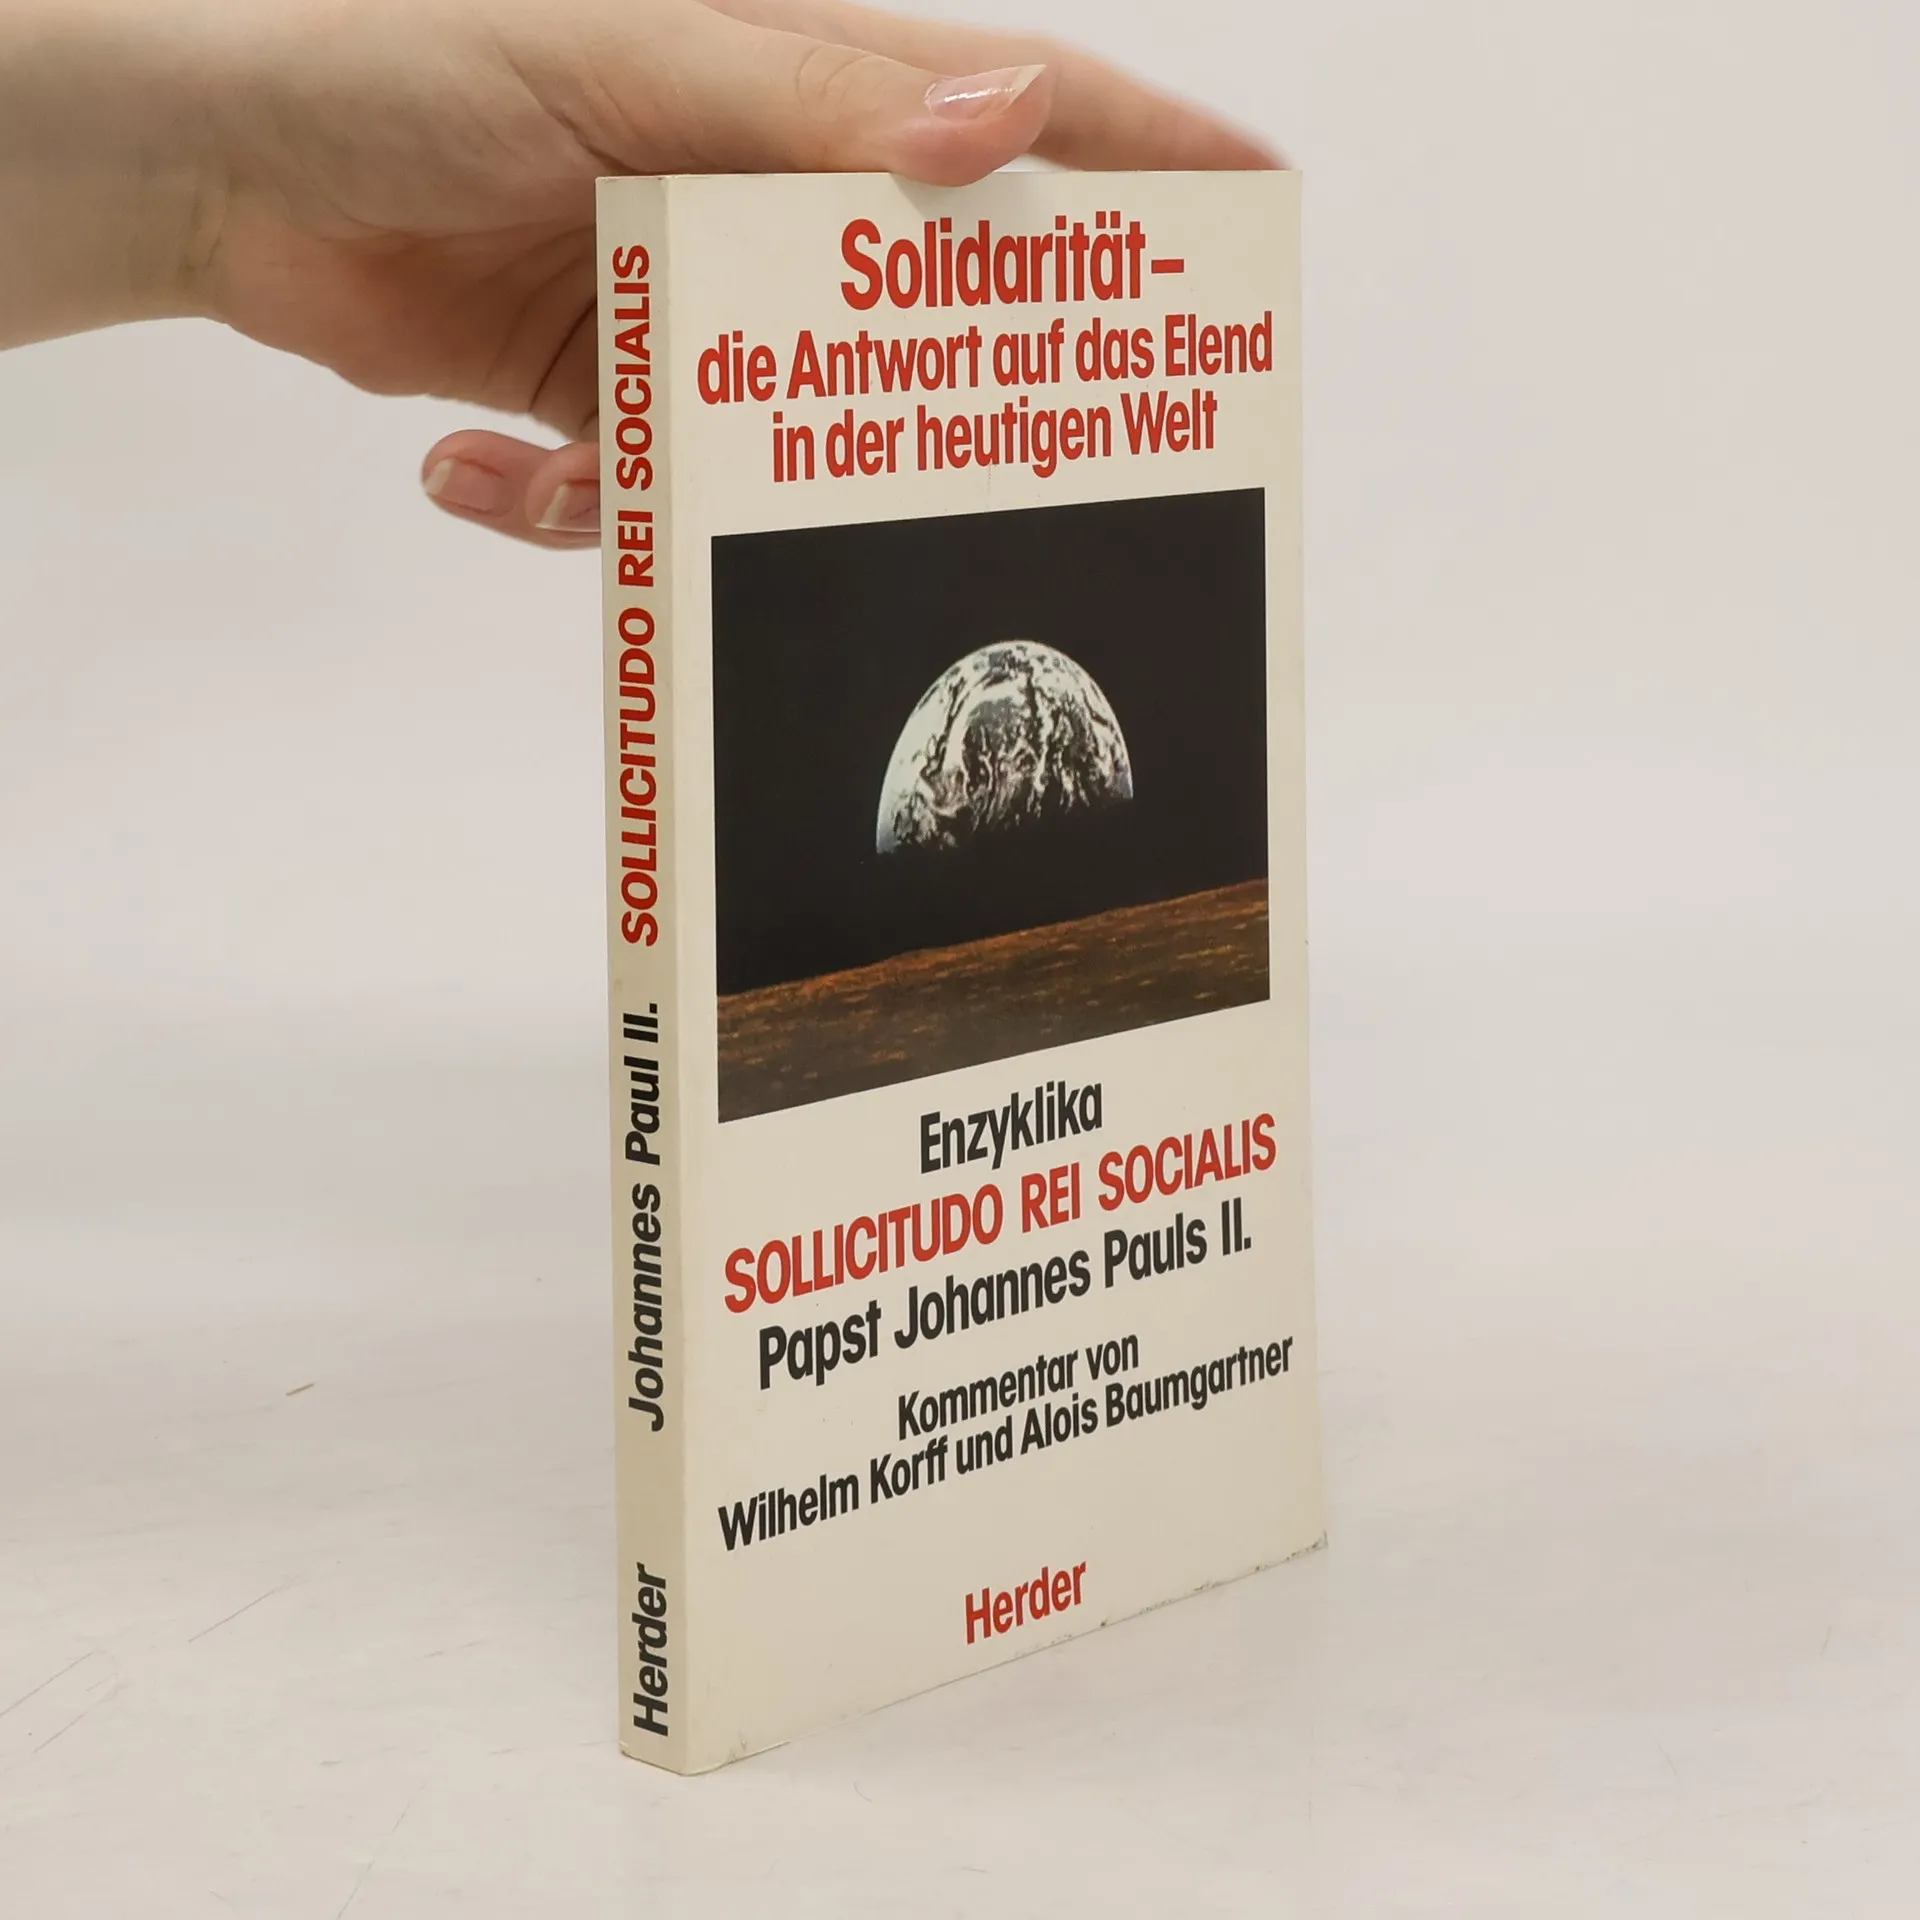 Solidarität–
die Antwort auf das Elend
in der heutigen Welt
Enzyklika
SOLLICITUDO REI SOCIALIS
Papst Johannes Pauls II.
Kommentar von
Wilhelm Korff und Alois Baumgartner
Herder
Herder Johannes Paul II. SOLLICITUDO REI SOCIALIS